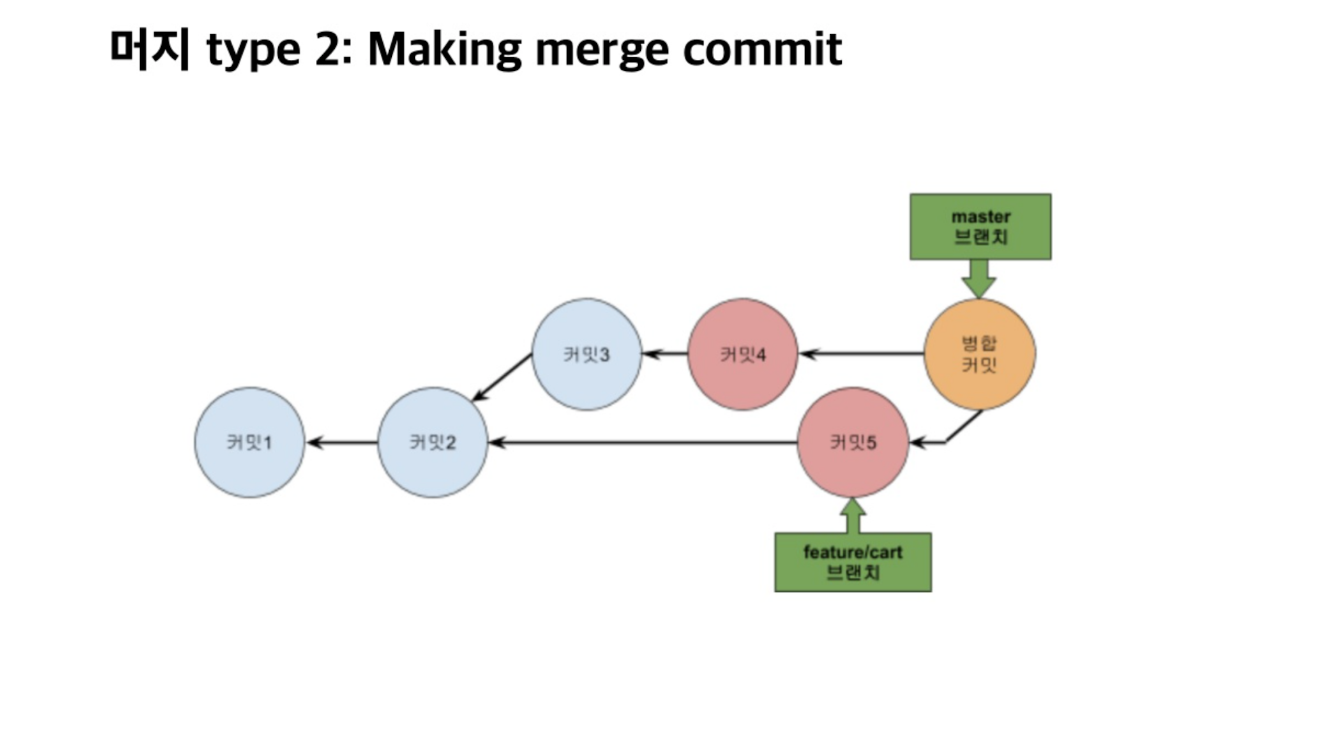 머지 type 2: Making merge commit
master
브랜치
커밋3
커밋4
병합
커밋
커밋1
커밋2
커밋5
feature/cart
브랜치